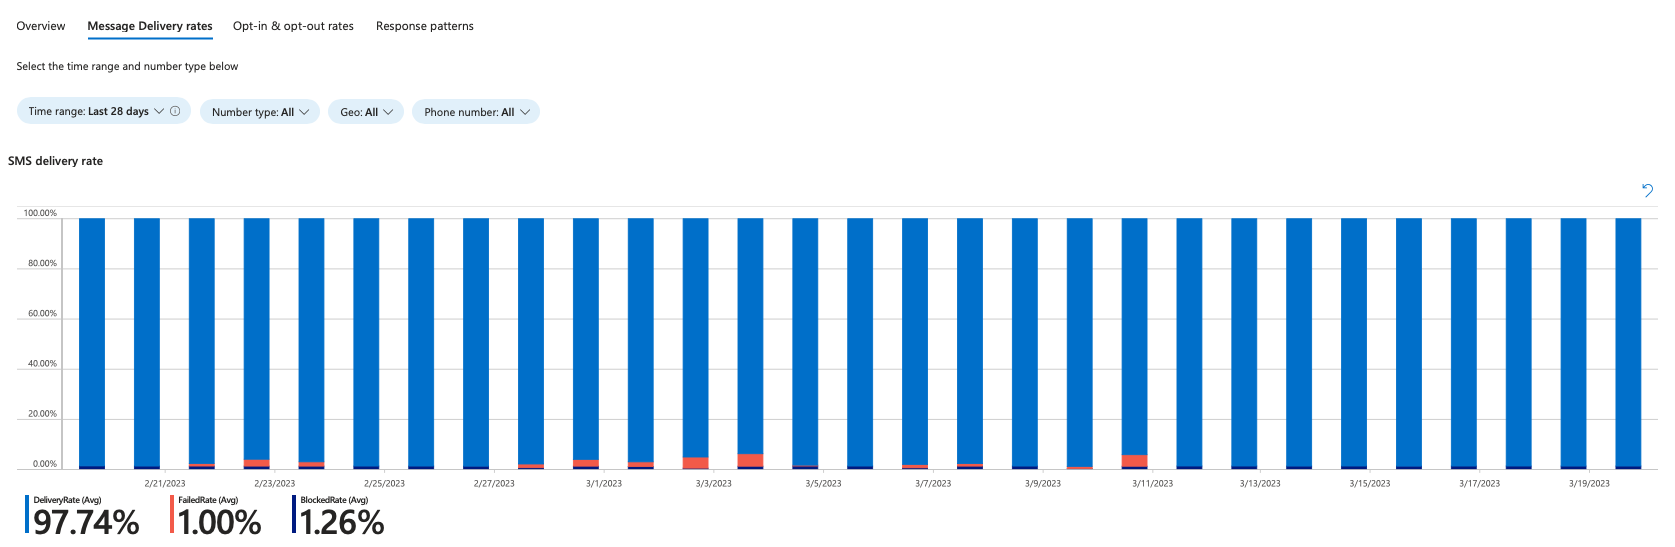 Overview Message Delivery rates Opt-in & opt-out rates Response patterns
Select the time range and number type below
Time range: Last 28 days Number type: All Geo: All Phone number: All
SMS delivery rate
100.00%
80.00%
60.00%
40.00%
20.00%
0.00%
2/21/2023 2/23/2023 2/25/2023 2/27/2023 3/1/2023 3/3/2023 3/5/2023 3/7/2023 3/9/2023 3/11/2023 3/13/2023 3/15/2023 3/17/2023 3/19/2023
DeliveryRate (Avg) FailedRate (Avg) BlockedRate (Avg)
97.74% 1.00% 1.26%